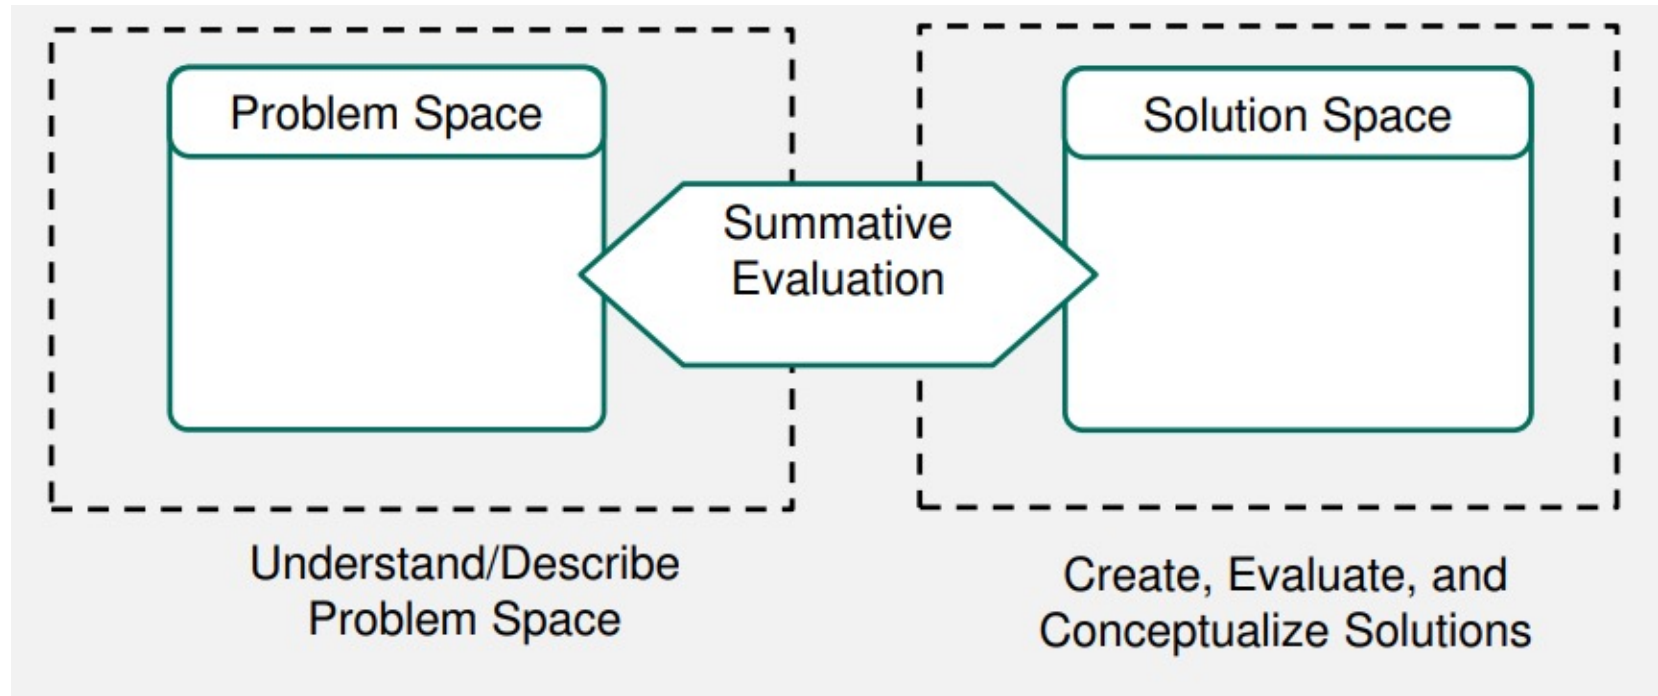 Problem Space
Solution Space
Summative
Evaluation
Understand/Describe
Problem Space
Create, Evaluate, and
Conceptualize Solutions